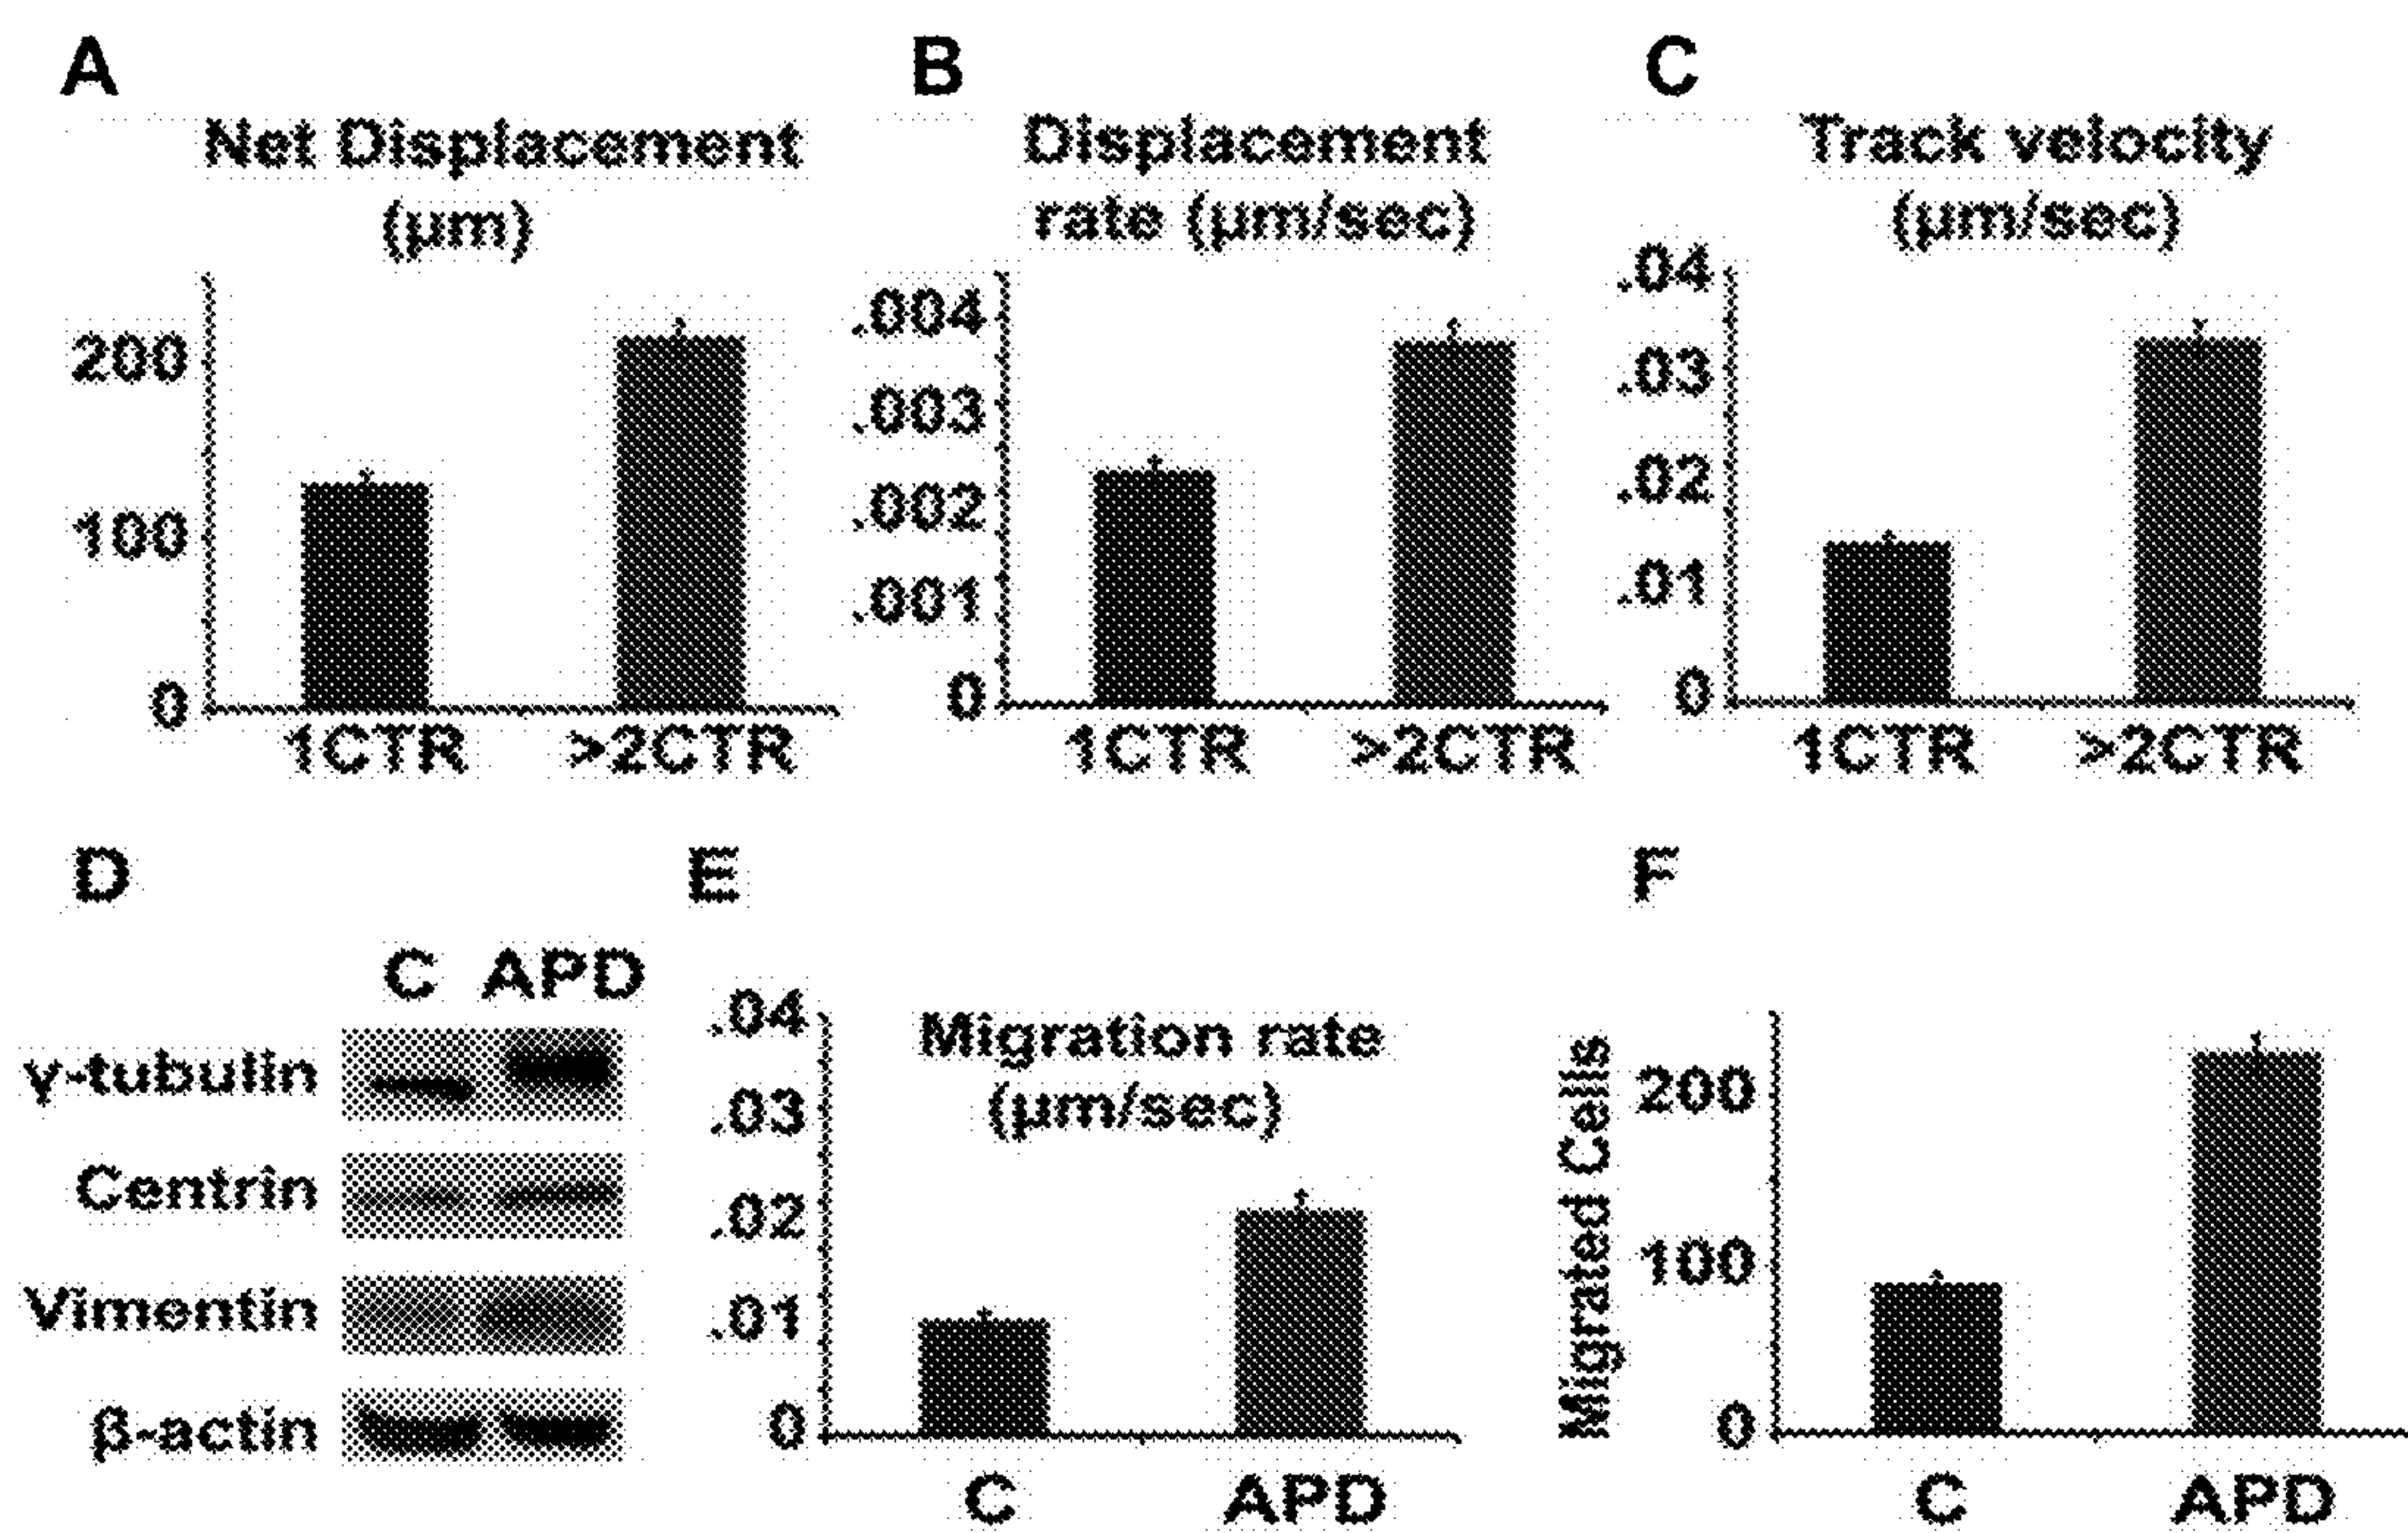 A
Net Displacement
(µm)
200
100
0
1CTR >2CTR
B
Displacement
rate (µm/sec)
.004
.003
.002
.001
0
1CTR >2CTR
C
Track velocity
(µm/sec)
.04
.03
.02
.01
0
1CTR >2CTR
D
C APD
γ-tubulin
Centrin
Vimentin
β-actin
E
Migration rate
(µm/sec)
.04
.03
.02
.01
0
C APD
F
Migrated Cells
200
100
0
C APD